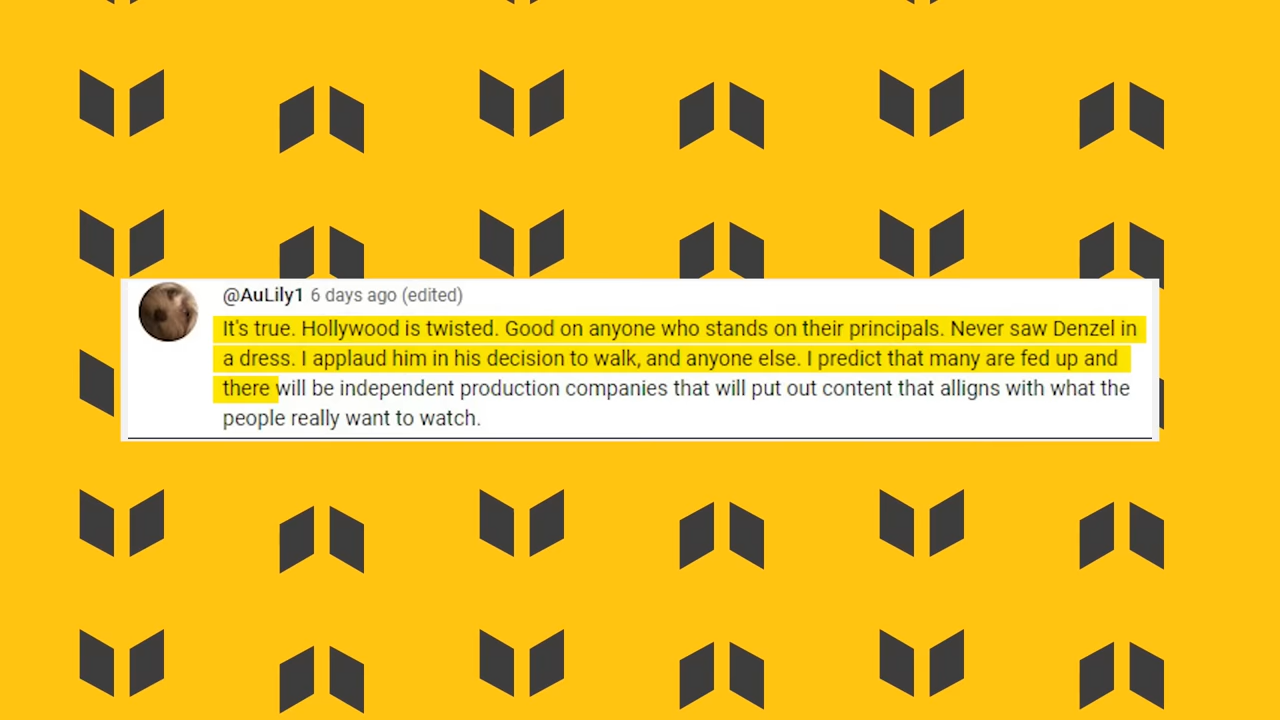 @AuLily1 6 days ago (edited)
It's true. Hollywood is twisted. Good on anyone who stands on their principals. Never saw Denzel in
a dress. I applaud him in his decision to walk, and anyone else. I predict that many are fed up and
there will be independent production companies that will put out content that alligns with what the
people really want to watch.